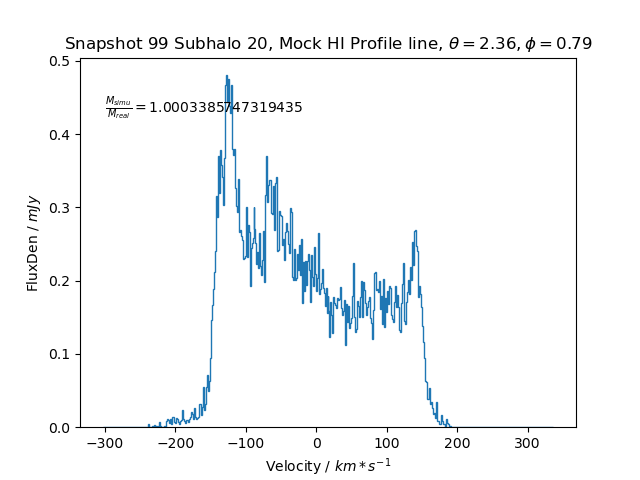 Snapshot 99 Subhalo 20, Mock HI Profile line, θ = 2.36, ϕ = 0.79
M_simu/M_real = 1.0003385747319435
FluxDen / mJy
0.5
0.4
0.3
0.2
0.1
0.0
−300 −200 −100 0 100 200 300
Velocity / km * s^−1